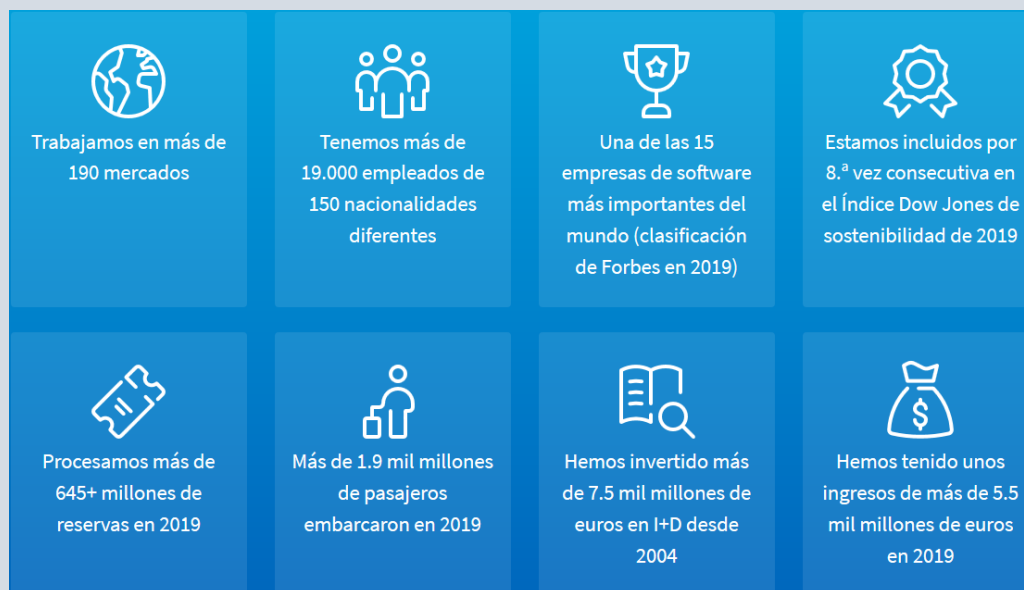 Trabajamos en más de
190 mercados
Tenemos más de
19.000 empleados de
150 nacionalidades
diferentes
Una de las 15
empresas de software
más importantes del
mundo (clasificación
de Forbes en 2019)
Estamos incluidos por
8.ª vez consecutiva en
el Índice Dow Jones de
sostenibilidad de 2019
Procesamos más de
645+ millones de
reservas en 2019
Más de 1.9 mil millones
de pasajeros
embarcaron en 2019
Hemos invertido más
de 7.5 mil millones de
euros en I+D desde
2004
$
Hemos tenido unos
ingresos de más de 5.5
mil millones de euros
en 2019